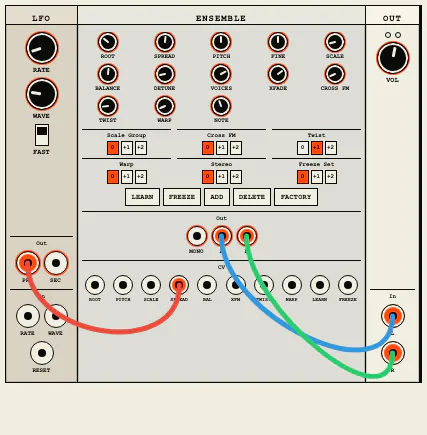 LFO
ENSEMBLE
OUT
ROOT SPREAD PITCH FINE SCALE
RATE
VOL
BALANCE DETUNE VOICES XFADE CROSS FM
WAVE
TWIST WARP NOTE
FAST
Scale Group Cross FM Twist
0 +1 +2 0 +1 +2 0 +1 +2
Warp Stereo Freeze Set
0 +1 +2 0 +1 +2 0 +1 +2
LEARN FREEZE ADD DELETE FACTORY
Out
MONO
Out
SEC
CV
ROOT PITCH SCALE BAL XFM WARP LEARN FREEZE
In
RATE WAVE
RESET
R